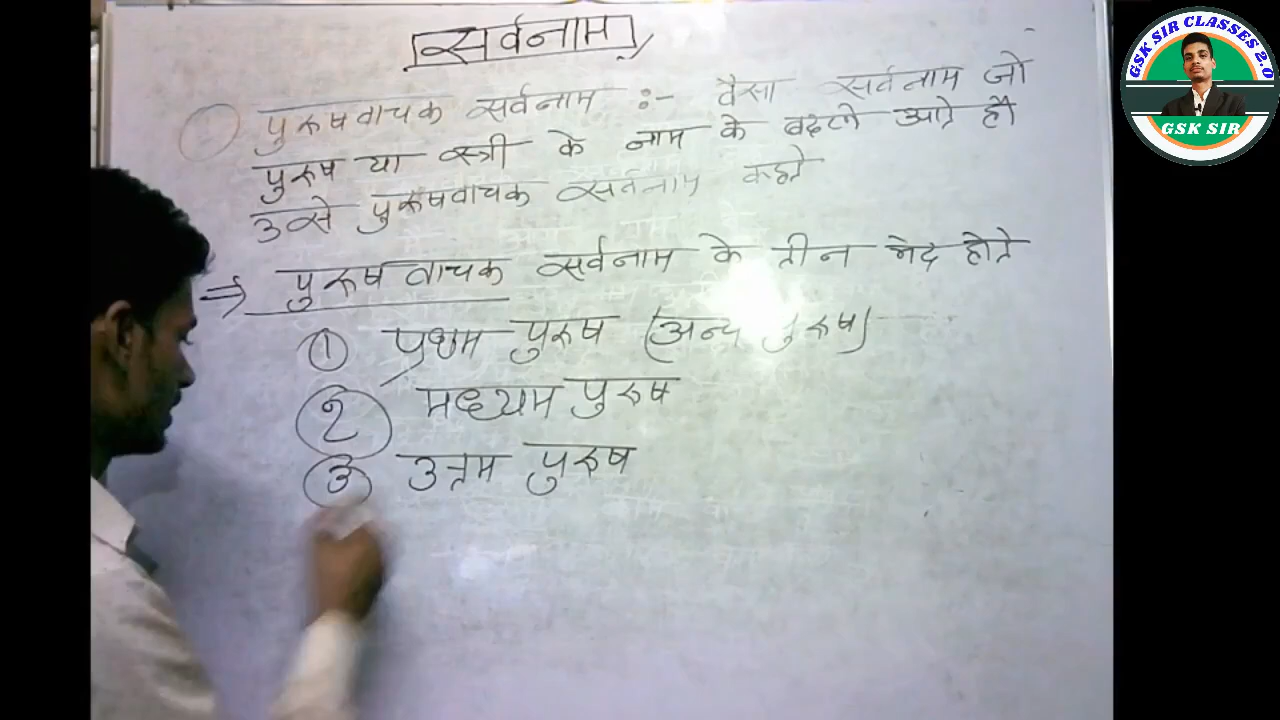 सर्वनाम
पुरुषवाचक सर्वनाम :- वैसा सर्वनाम जो
पुरुष या स्त्री के नाम के बदले आते हों
उसे पुरुषवाचक सर्वनाम कहते
⇒ पुरुषवाचक सर्वनाम के तीन भेद होते
① प्रथम पुरुष (अन्य पुरुष)
② मध्यम पुरुष
③ उत्तम पुरुष
GSK SIR CLASSES 2.0
GSK SIR